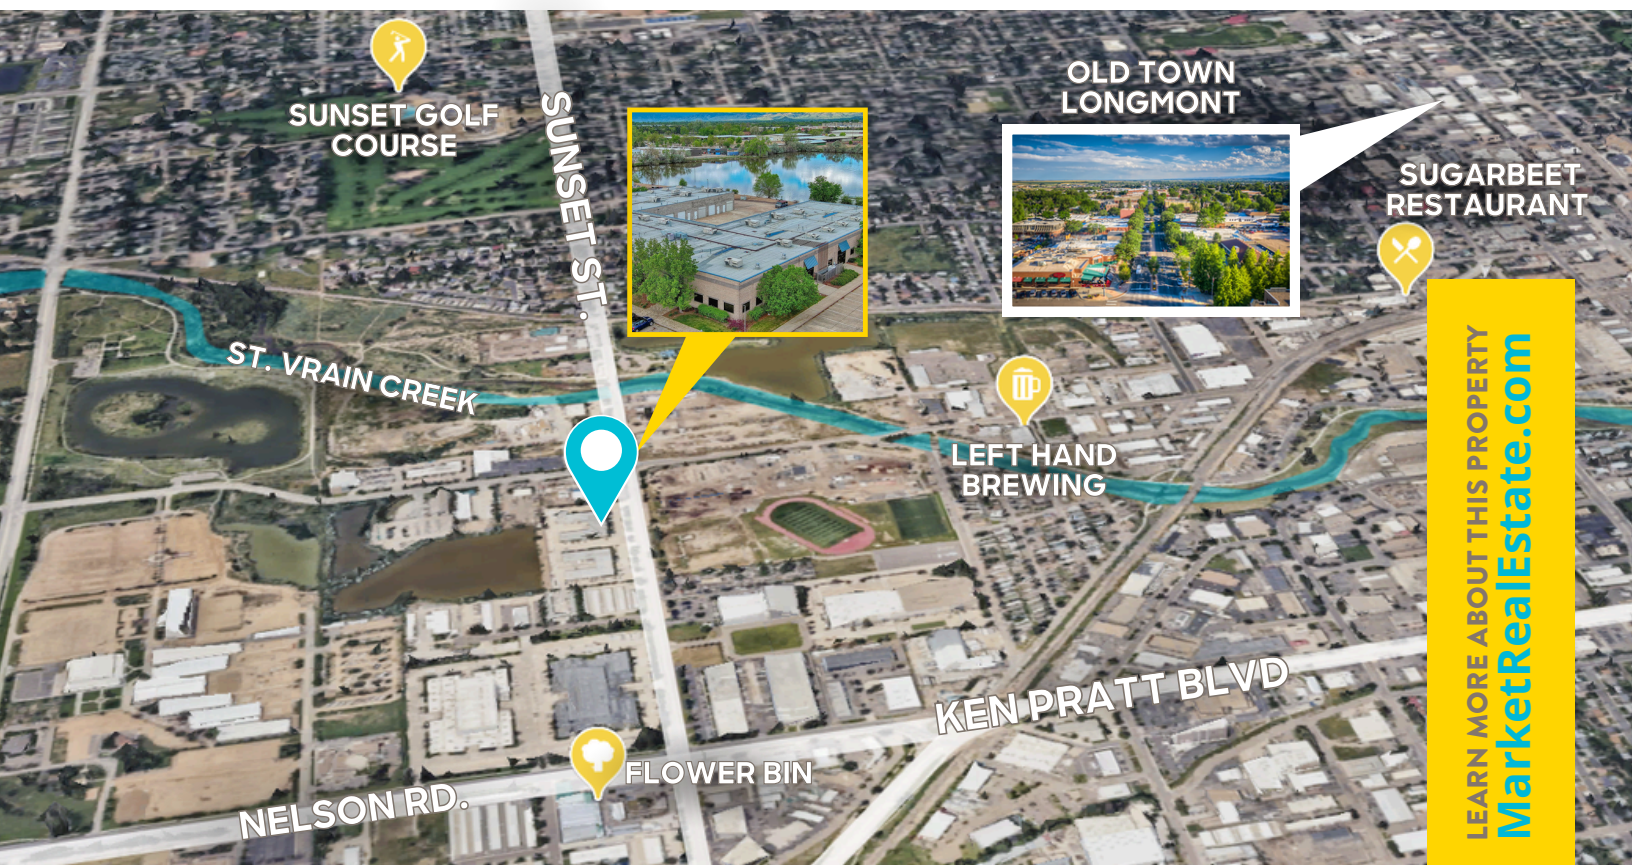 SUNSET GOLF
COURSE
SUNSET ST.
OLD TOWN
LONGMONT
SUGARBEET
RESTAURANT
ST. VRAIN CREEK
LEFT HAND
BREWING
KEN PRATT BLVD
FLOWER BIN
NELSON RD.
LEARN MORE ABOUT THIS PROPERTY
MarketRealEstate.com